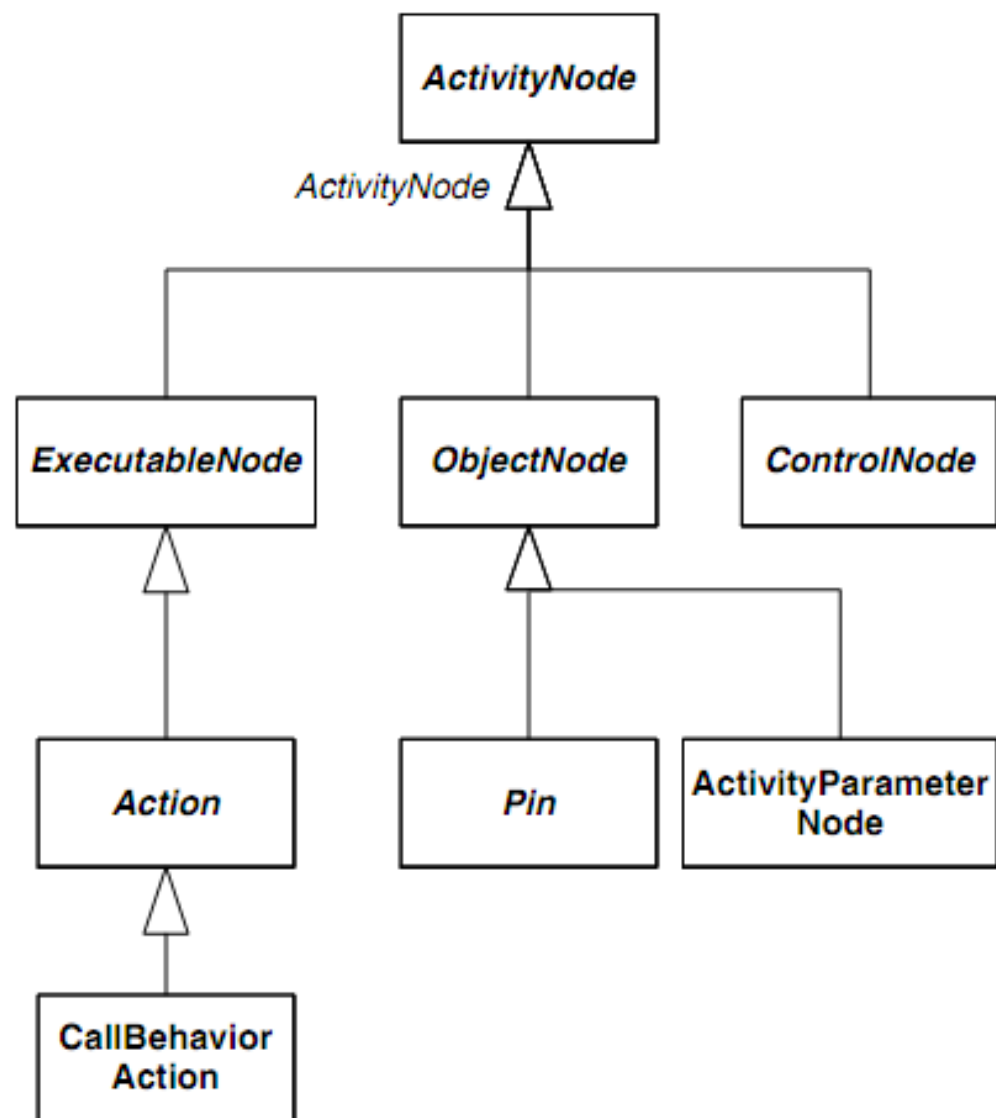 ActivityNode
ActivityNode
ExecutableNode
ObjectNode
ControlNode
Action
Pin
ActivityParameter
Node
CallBehavior
Action